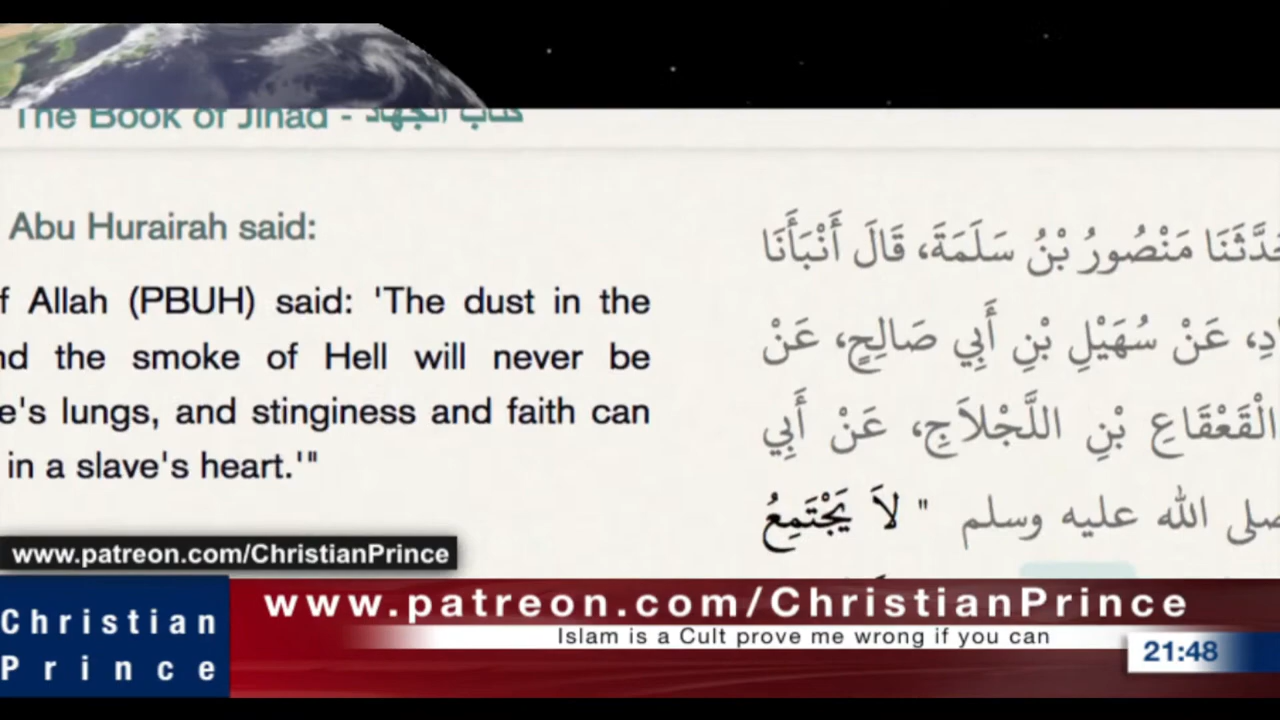 The Book of Jihad - كتاب الجهاد
Abu Hurairah said:
f Allah (PBUH) said: 'The dust in the
nd the smoke of Hell will never be
e's lungs, and stinginess and faith can
in a slave's heart.'"
حَدَّثَنَا مَنْصُورُ بْنُ سَلَمَةَ، قَالَ أَنْبَأَنَا
دِ، عَنْ سُهَيْلِ بْنِ أَبِي صَالِحٍ، عَنْ
الْقَعْقَاعِ بْنِ اللَّجْلاَجِ، عَنْ أَبِي
صلى الله عليه وسلم " لاَ يَجْتَمِعُ
www.patreon.com/ChristianPrince
Christian
Prince
www.patreon.com/ChristianPrince
Islam is a Cult prove me wrong if you can
21:48